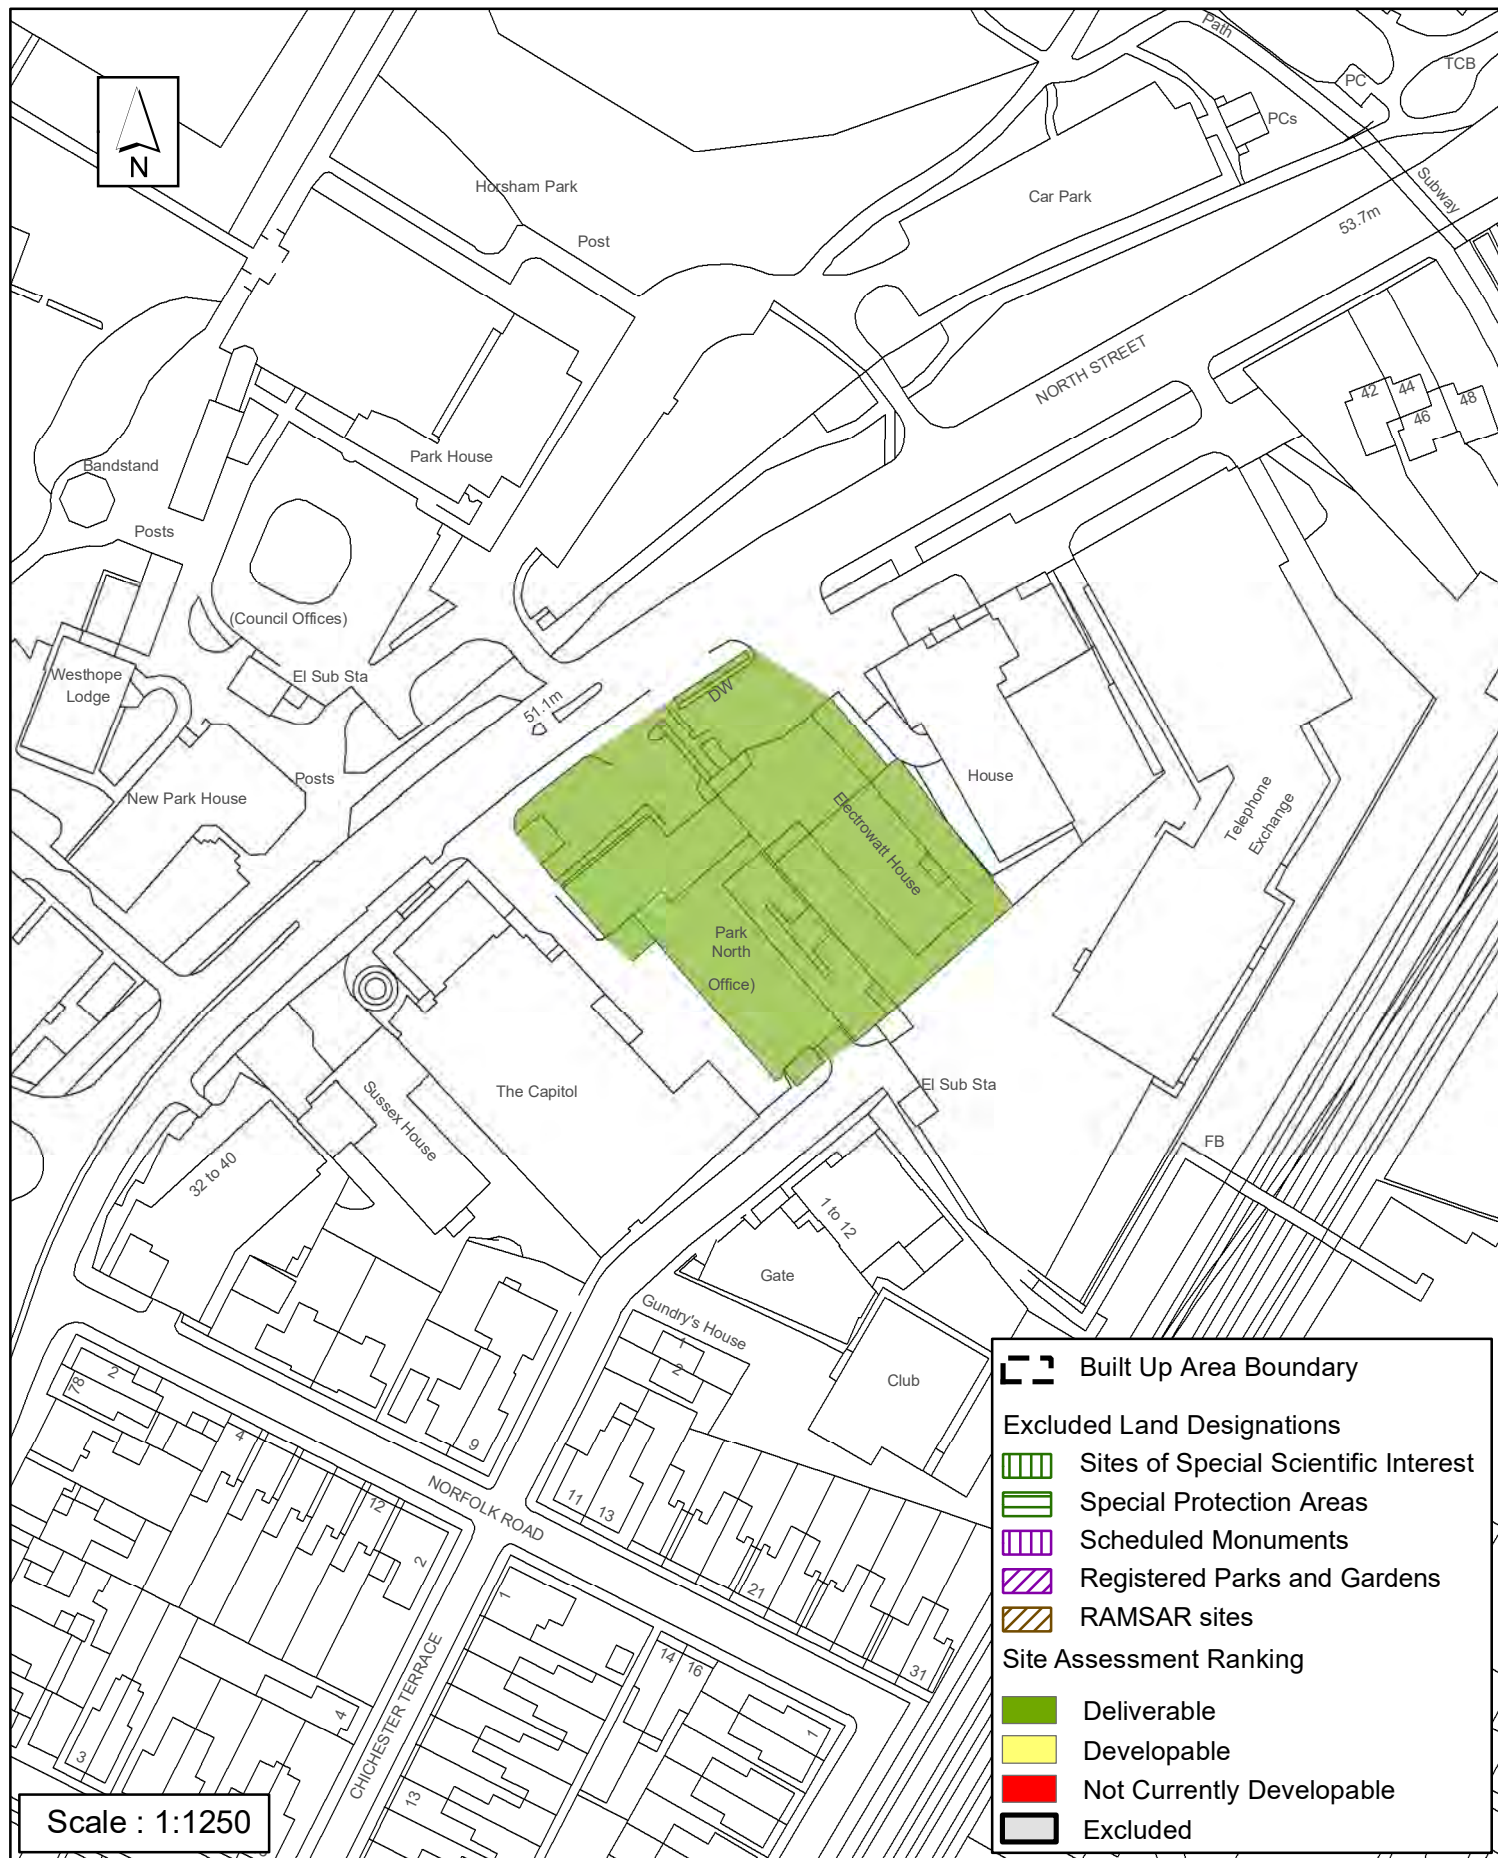 Path
PC
TCB
PCs
N
Horsham Park
Car Park
Subway
53.7m
Post
NORTH STREET
42
44
46
48
Park House
Bandstand
Posts
(Council Offices)
El Sub Sta
Westhope
Lodge
51.1m
DW
House
Posts
New Park House
Electrowatt House
Telephone
Exchange
Park
North
Office)
The Capitol
El Sub Sta
Sussex House
FB
32 to 40
1 to 12
Gate
Gundry's House
1
2
Club
78
2
4
9
NORFOLK ROAD
12
11
13
2
1
21
14
16
31
CHICHESTER TERRACE
4
3
13
1
Scale : 1:1250
Built Up Area Boundary
Excluded Land Designations
Sites of Special Scientific Interest
Special Protection Areas
Scheduled Monuments
Registered Parks and Gardens
RAMSAR sites
Site Assessment Ranking
Deliverable
Developable
Not Currently Developable
Excluded